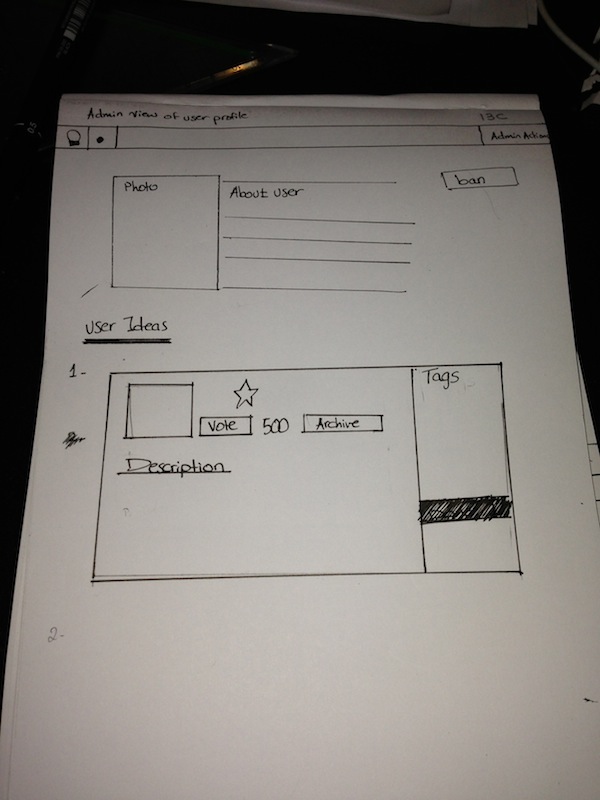 Admin view of user profile
13C
Admin Action
Photo
About user
ban
User Ideas
1-
Tags
Vote 500 Archive
Description
2-